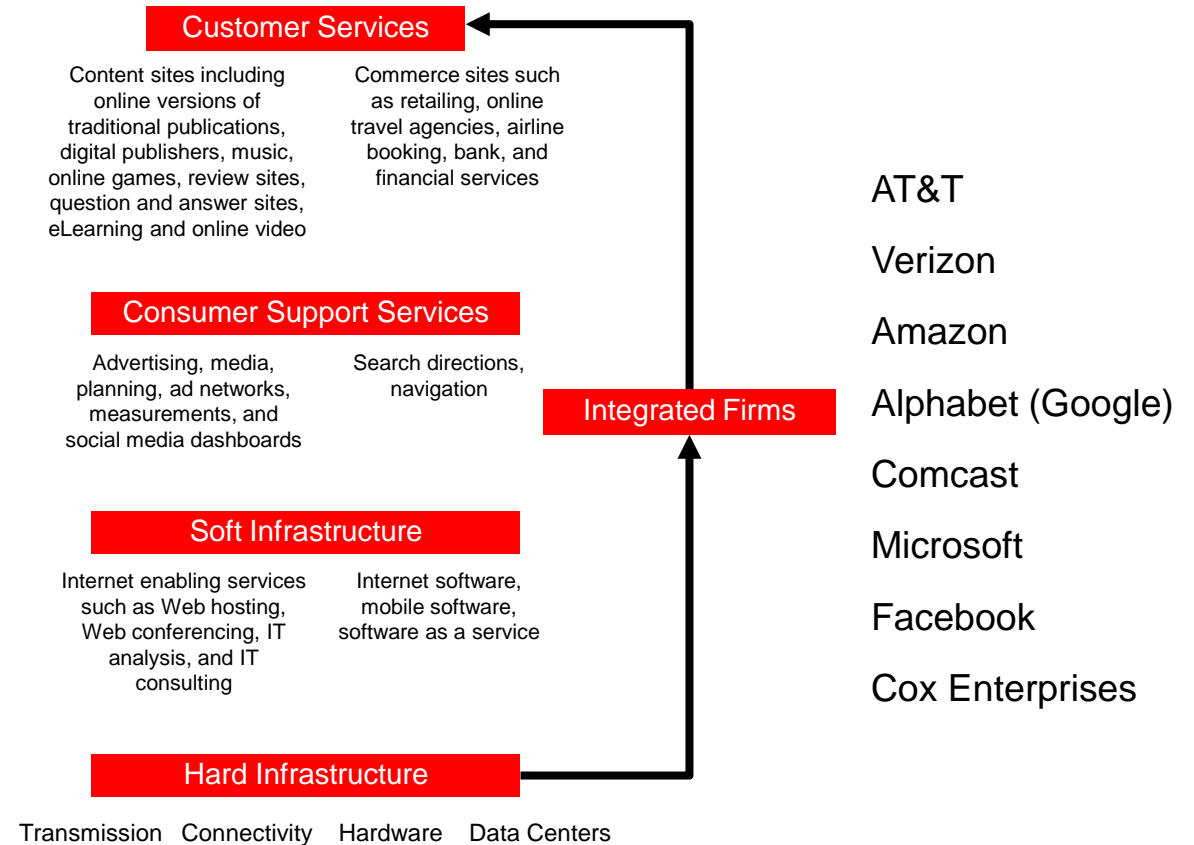 Customer Services
Content sites including
online versions of
traditional publications,
digital publishers, music,
online games, review sites,
question and answer sites,
eLearning and online video
Commerce sites such
as retailing, online
travel agencies, airline
booking, bank, and
financial services
Consumer Support Services
Advertising, media,
planning, ad networks,
measurements, and
social media dashboards
Search directions,
navigation
Integrated Firms
Soft Infrastructure
Internet enabling services
such as Web hosting,
Web conferencing, IT
analysis, and IT
consulting
Internet software,
mobile software,
software as a service
Hard Infrastructure
Transmission Connectivity Hardware Data Centers
AT&T
Verizon
Amazon
Alphabet (Google)
Comcast
Microsoft
Facebook
Cox Enterprises